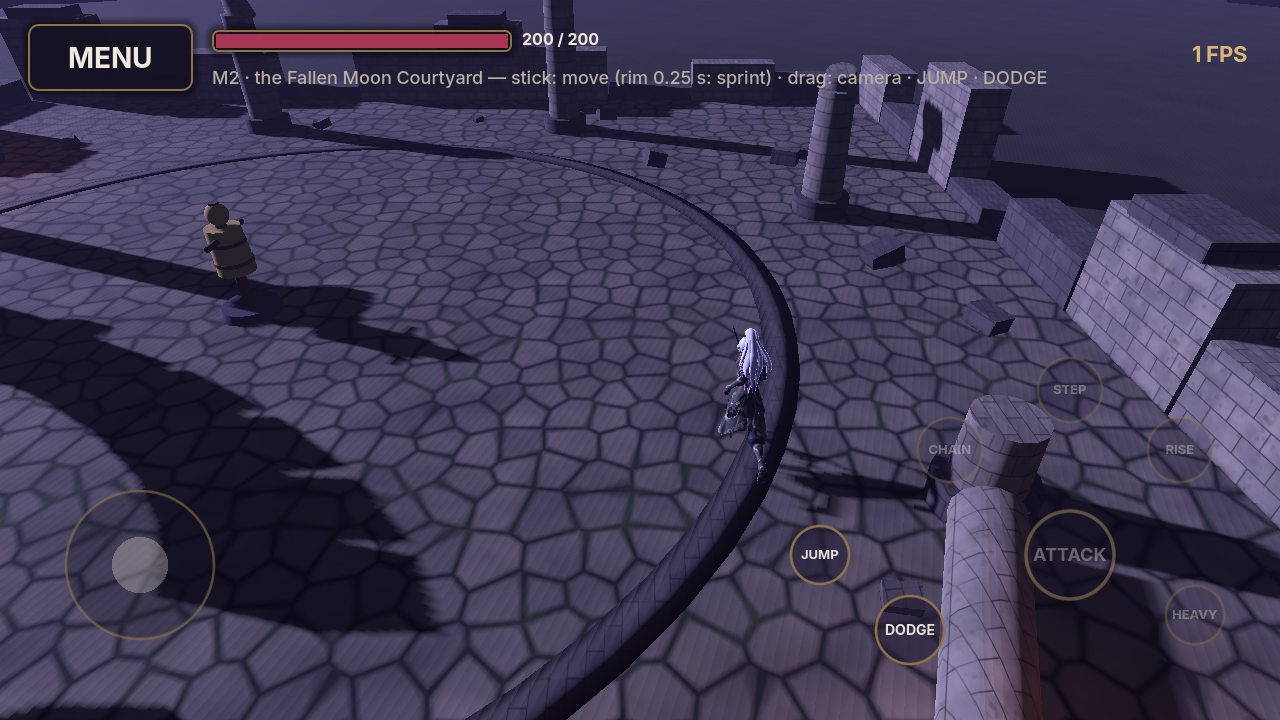 MENU
200 / 200
1 FPS
M2 · the Fallen Moon Courtyard — stick: move (rim 0.25 s: sprint) · drag: camera · JUMP · DODGE
STEP
CHAIN
RISE
JUMP
ATTACK
HEAVY
DODGE